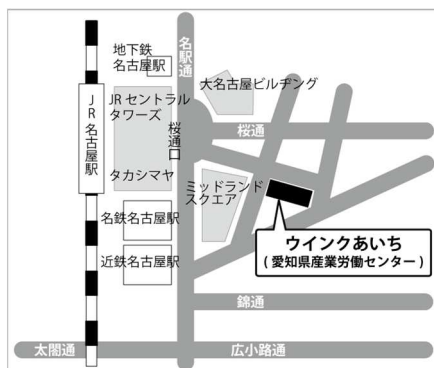 地下鉄
名古屋駅
名駅通
大名古屋ビルヂング
JR名古屋駅
JRセントラル
タワーズ
桜通口
桜通
タカシマヤ
ミッドランド
スクエア
名鉄名古屋駅
ウインクあいち
(愛知県産業労働センター)
近鉄名古屋駅
錦通
太閤通
広小路通